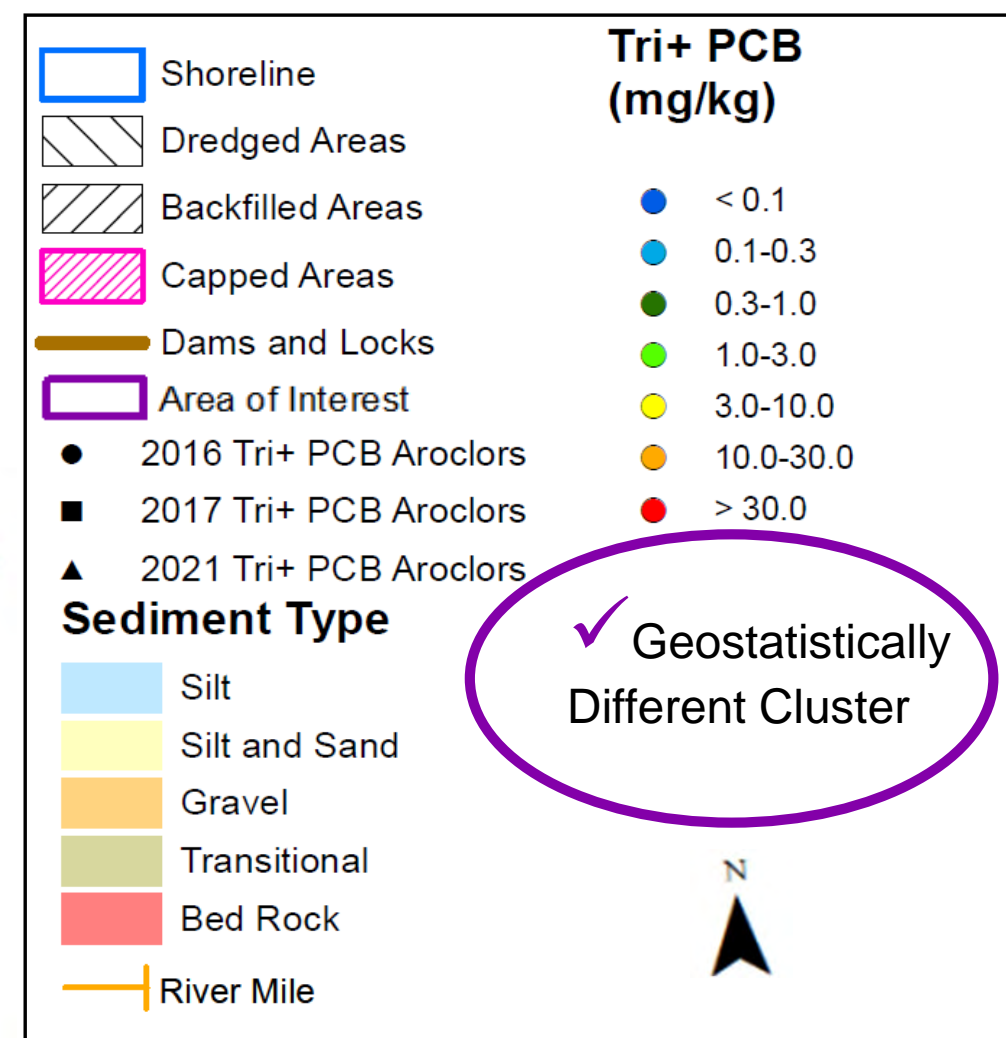 Shoreline
Dredged Areas
Backfilled Areas
Capped Areas
Dams and Locks
Area of Interest
2016 Tri+ PCB Aroclors
2017 Tri+ PCB Aroclors
2021 Tri+ PCB Aroclors
Sediment Type
Silt
Silt and Sand
Gravel
Transitional
Bed Rock
River Mile
Tri+ PCB
(mg/kg)
< 0.1
0.1-0.3
0.3-1.0
1.0-3.0
3.0-10.0
10.0-30.0
> 30.0
✓ Geostatistically
Different Cluster
N